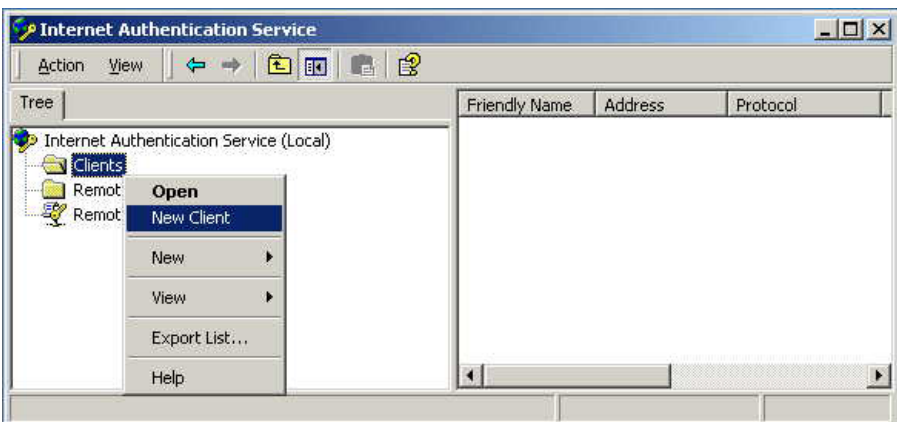 Internet Authentication Service
Action View
Tree
Friendly Name Address Protocol
Internet Authentication Service (Local)
Clients
Remot
Remot
Open
New Client
New
View
Export List...
Help